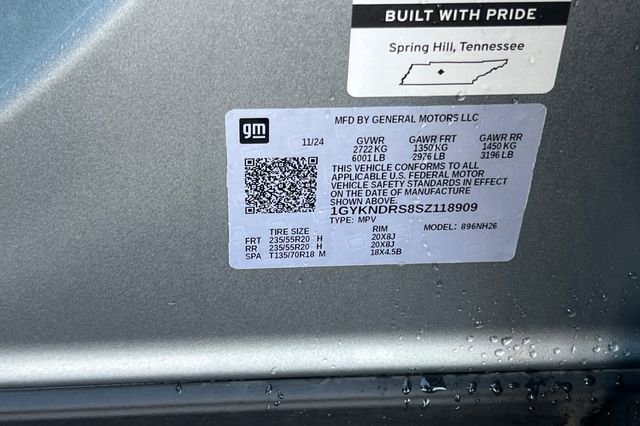 BUILT WITH PRIDE
Spring Hill, Tennessee
gm
MFD BY GENERAL MOTORS LLC
11/24 GVWR GAWR FRT GAWR RR
2722 KG 1350 KG 1450 KG
6001 LB 2976 LB 3196 LB
THIS VEHICLE CONFORMS TO ALL
APPLICABLE U.S. FEDERAL MOTOR
VEHICLE SAFETY STANDARDS IN EFFECT
ON THE DATE OF MANUFACTURE
SHOWN ABOVE.
1GYKNDRS8SZ118909
TYPE: MPV MODEL: 896NH26
TIRE SIZE RIM
FRT 235/55R20 H 20X8J
RR 235/55R20 H 20X8J
SPA T135/70R18 M 18X4.5B